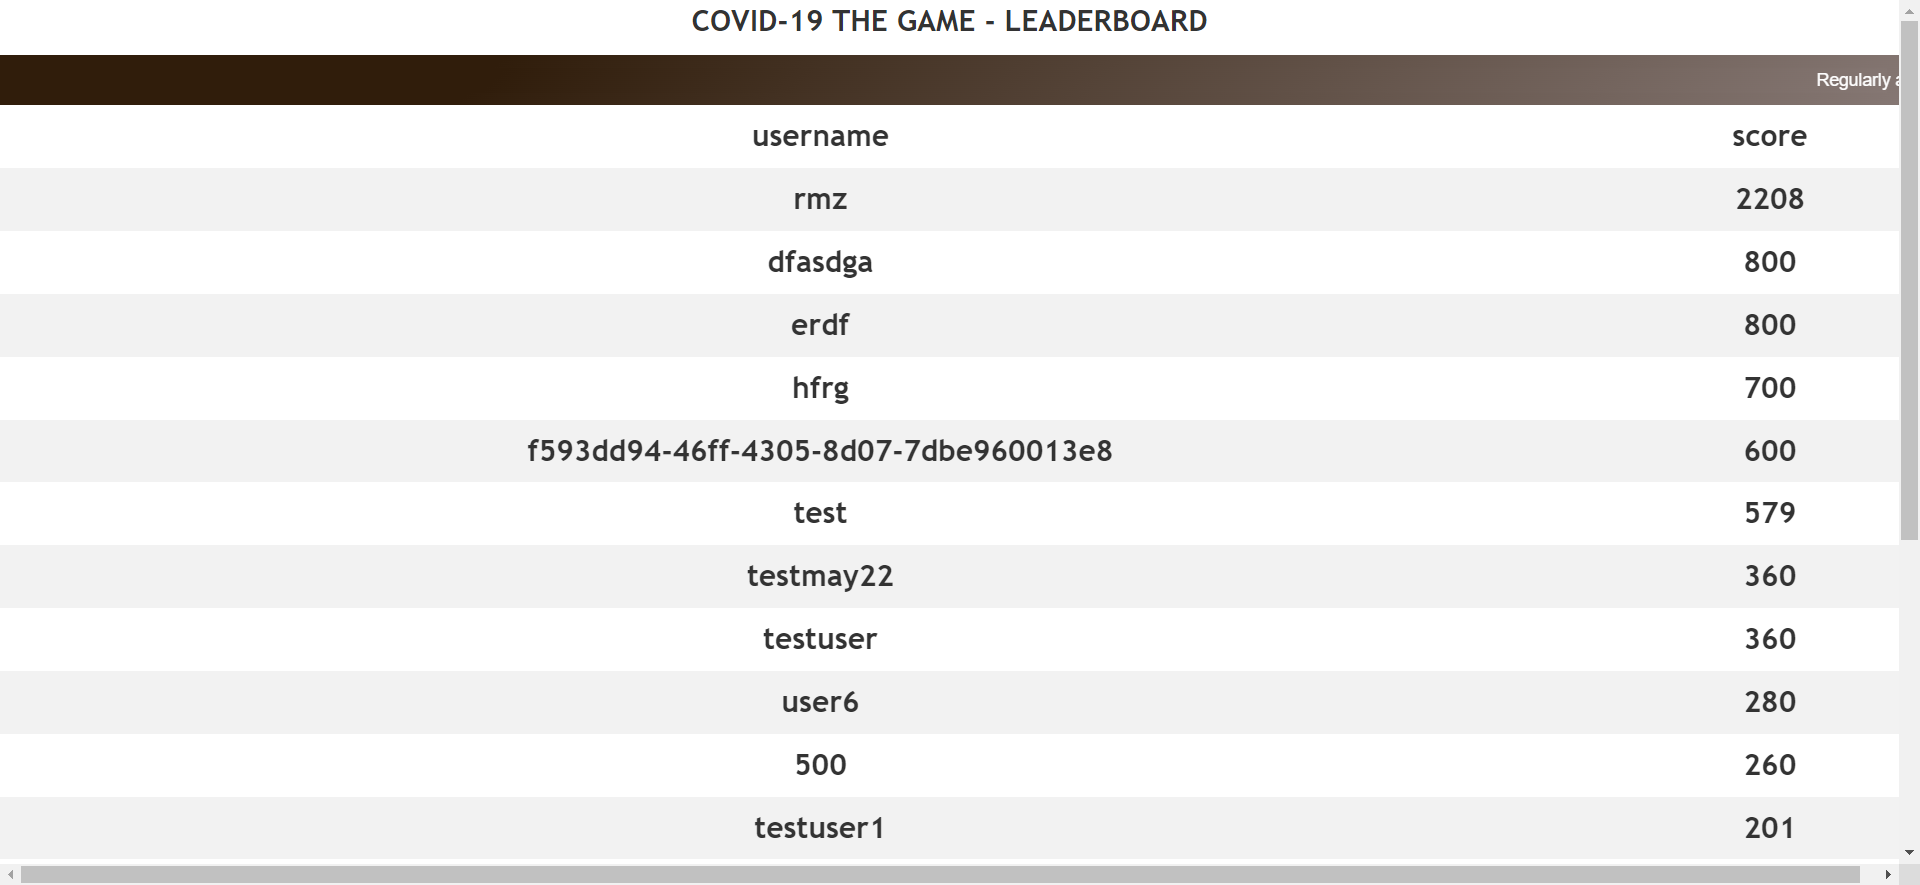 COVID-19 THE GAME - LEADERBOARD
Regularly
username score
rmz 2208
dfasdga 800
erdf 800
hfrg 700
f593dd94-46ff-4305-8d07-7dbe960013e8 600
test 579
testmay22 360
testuser 360
user6 280
500 260
testuser1 201